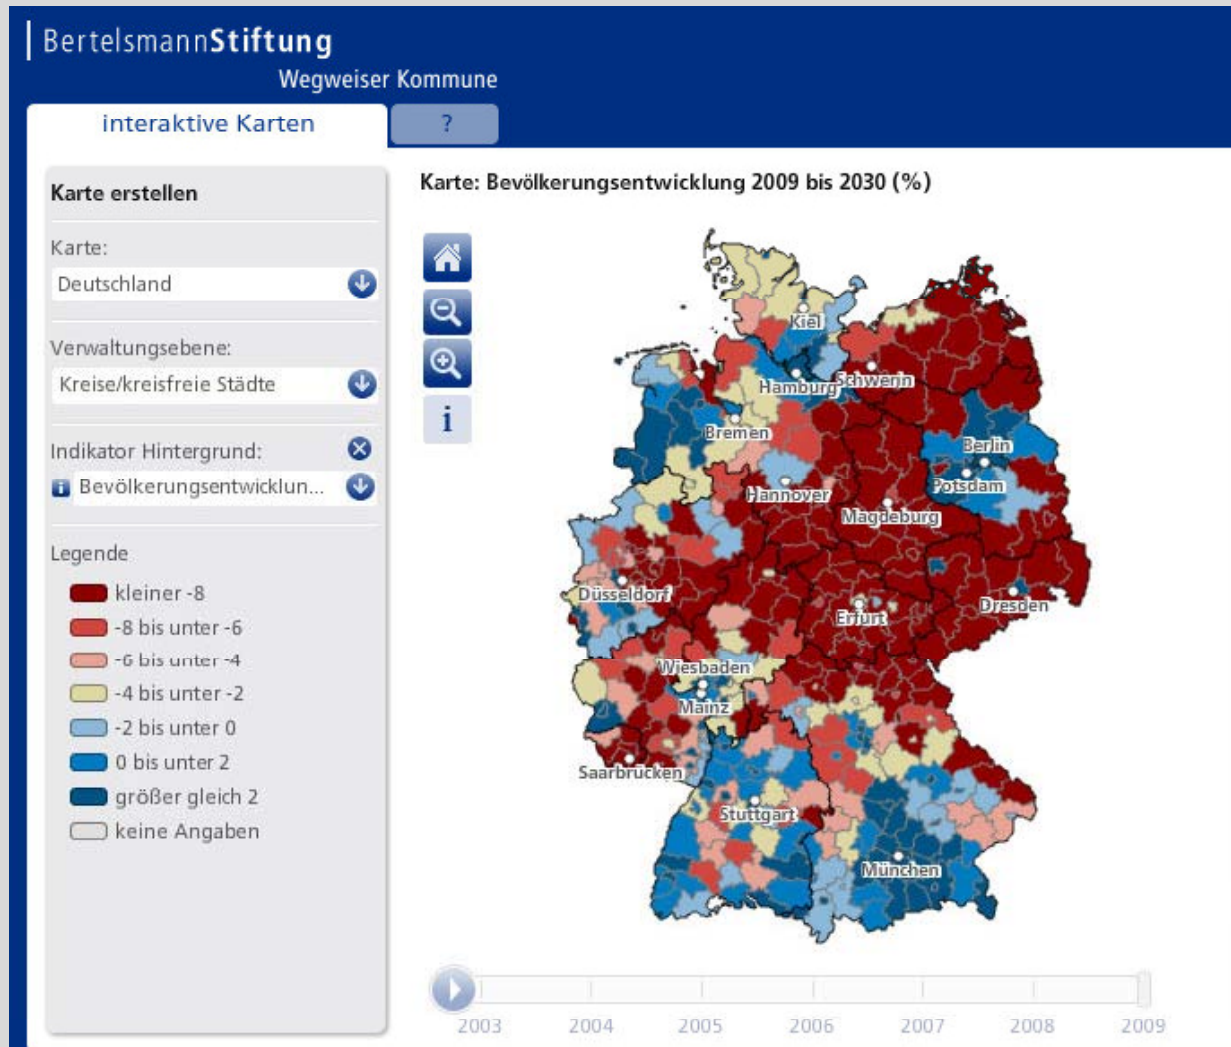 BertelsmannStiftung
Wegweiser Kommune
interaktive Karten
?
Karte erstellen
Karte:
Deutschland
Verwaltungsebene:
Kreise/kreisfreie Städte
Indikator Hintergrund:
i Bevölkerungsentwicklun...
Legende
kleiner -8
-8 bis unter -6
-6 bis unter -4
-4 bis unter -2
-2 bis unter 0
0 bis unter 2
größer gleich 2
keine Angaben
Karte: Bevölkerungsentwicklung 2009 bis 2030 (%)
i
Kiel
Hamburg
Schwerin
Bremen
Berlin
Potsdam
Hannover
Magdeburg
Düsseldorf
Erfurt
Dresden
Wiesbaden
Mainz
Saarbrücken
Stuttgart
München
2003 2004 2005 2006 2007 2008 2009